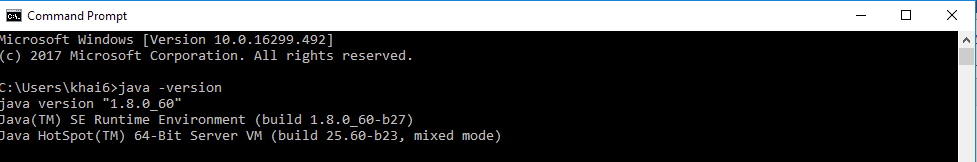 Command Prompt
Microsoft Windows [Version 10.0.16299.492]
(c) 2017 Microsoft Corporation. All rights reserved.
C:\Users\khai6>java -version
java version "1.8.0_60"
Java(TM) SE Runtime Environment (build 1.8.0_60-b27)
Java HotSpot(TM) 64-Bit Server VM (build 25.60-b23, mixed mode)